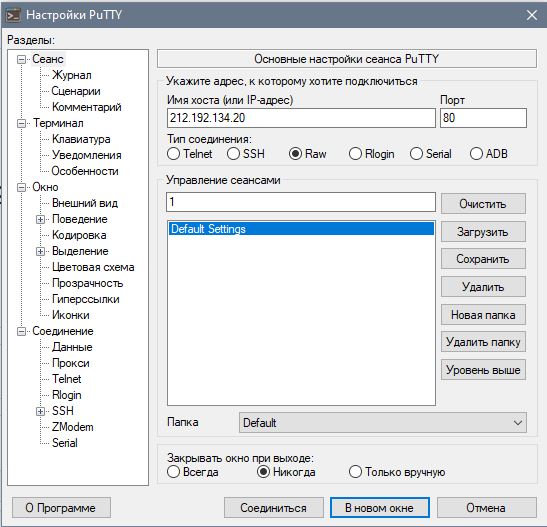 Настройки PuTTY
Разделы:
Сеанс
Журнал
Сценарии
Комментарий
Терминал
Клавиатура
Уведомления
Особенности
Окно
Внешний вид
Поведение
Кодировка
Выделение
Цветовая схема
Прозрачность
Гиперссылки
Иконки
Соединение
Данные
Прокси
Telnet
Rlogin
SSH
ZModem
Serial
Основные настройки сеанса PuTTY
Укажите адрес, к которому хотите подключиться
Имя хоста (или IP-адрес) Порт
212.192.134.20 80
Тип соединения:
Telnet SSH Raw Rlogin Serial ADB
Управление сеансами
1 Очистить
Default Settings Загрузить
Сохранить
Удалить
Новая папка
Удалить папку
Уровень выше
Папка Default
Закрывать окно при выходе:
Всегда Никогда Только вручную
О Программе Соединиться В новом окне Отмена